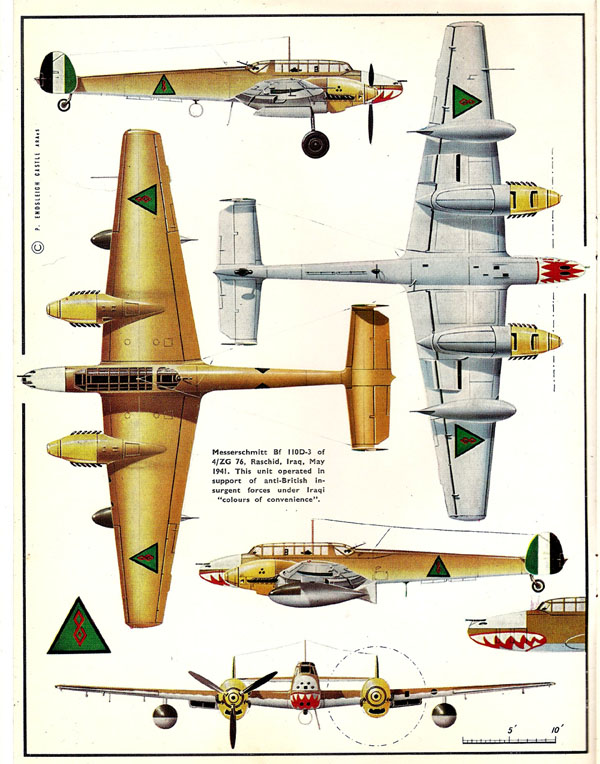 © P. ENDSLEIGH CASTLE ARAeS
Messerschmitt Bf 110D-3 of
4/ZG 76, Raschid, Iraq, May
1941. This unit operated in
support of anti-British in-
surgent forces under Iraqi
“colours of convenience”.
5' 10'